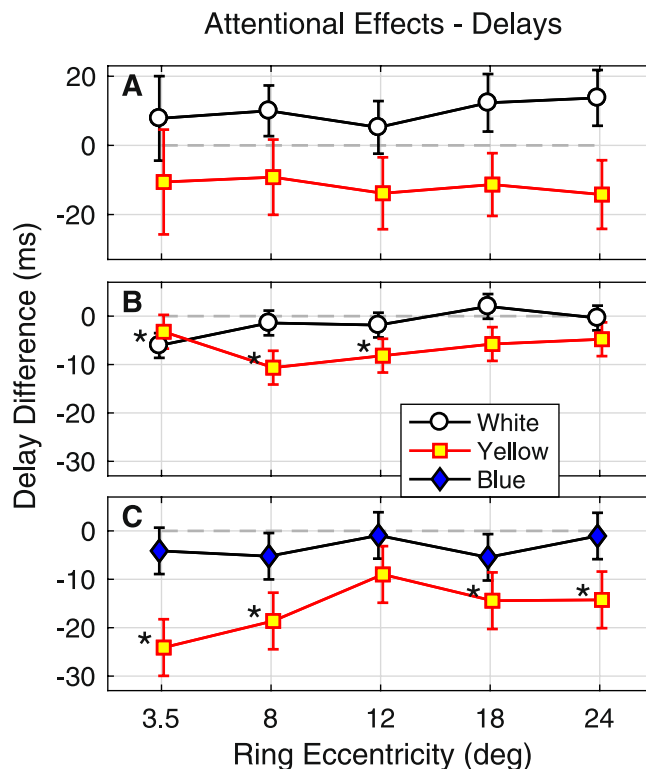 Attentional Effects - Delays
A
20
0
-20
B
0
-10
-20
-30
*
*
*
White
Yellow
Blue
C
0
-10
-20
-30
*
*
*
*
3.5 8 12 18 24
Ring Eccentricity (deg)
Delay Difference (ms)